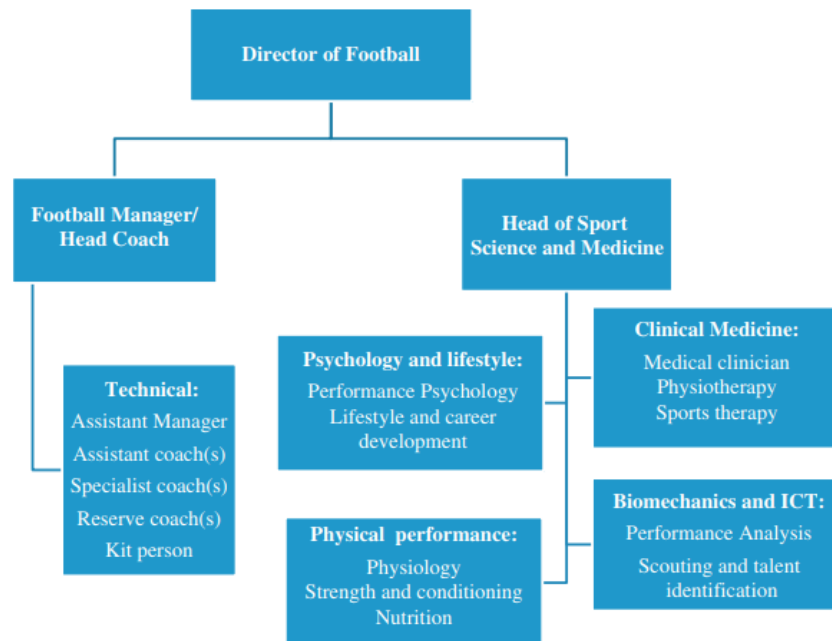 Director of Football
Football Manager/
Head Coach
Head of Sport
Science and Medicine
Technical:
Assistant Manager
Assistant coach(s)
Specialist coach(s)
Reserve coach(s)
Kit person
Psychology and lifestyle:
Performance Psychology
Lifestyle and career
development
Clinical Medicine:
Medical clinician
Physiotherapy
Sports therapy
Physical performance:
Physiology
Strength and conditioning
Nutrition
Biomechanics and ICT:
Performance Analysis
Scouting and talent
identification